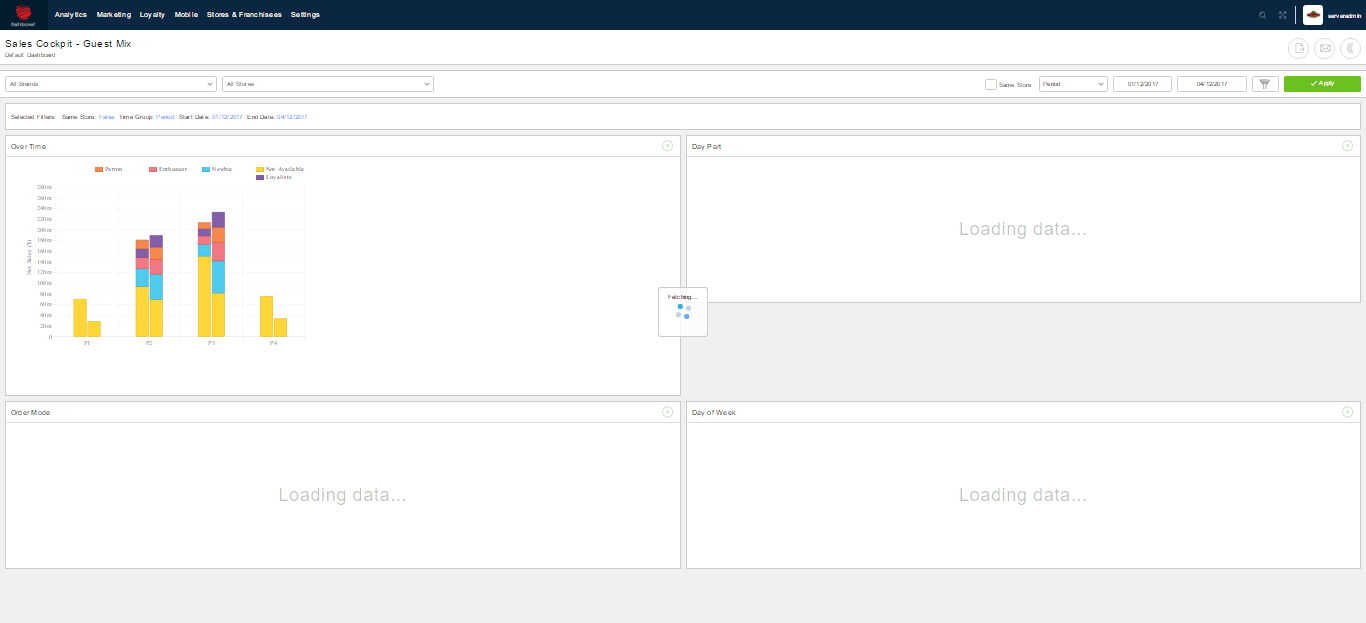 fishbowl
Analytics Marketing Loyalty Mobile Stores & Franchisees Settings
serveradmin
Sales Cockpit - Guest Mix
Default Dashboard
All Brands
All Stores
Same Store
Period
01/12/2017
04/12/2017
Apply
Selected Filters: Same Store: False Time Group: Period Start Date: 01/12/2017 End Date: 04/12/2017
Over Time
Patron Enthusiast Newbie Not Available
Loyalists
Net Sales ($)
280m
260m
240m
220m
200m
180m
160m
140m
120m
100m
80m
60m
40m
20m
0
P1 P2 P3 P4
Day Part
Loading data...
Fetching...
Order Mode
Loading data...
Day of Week
Loading data...